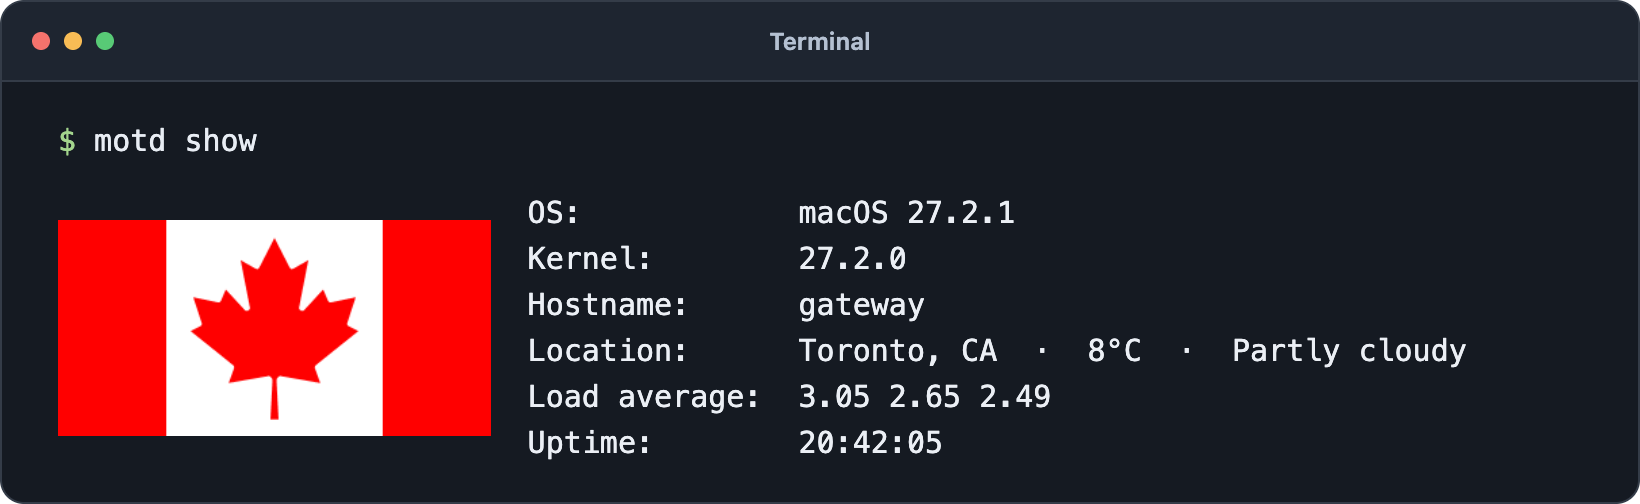 Terminal
$ motd show
OS: macOS 27.2.1
Kernel: 27.2.0
Hostname: gateway
Location: Toronto, CA · 8°C · Partly cloudy
Load average: 3.05 2.65 2.49
Uptime: 20:42:05